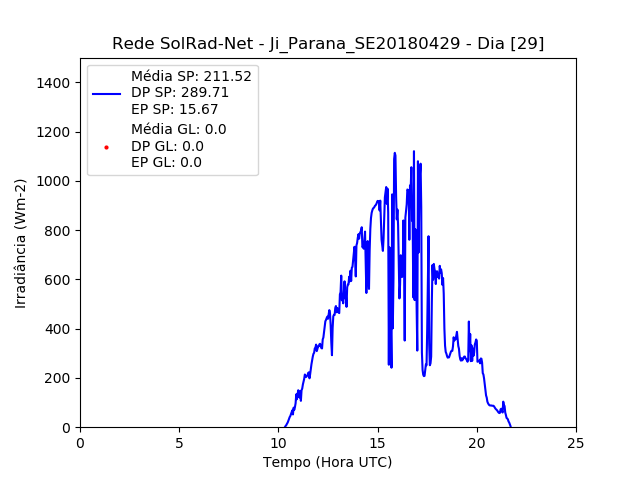 Rede SolRad-Net - Ji_Parana_SE20180429 - Dia [29]
Média SP: 211.52
DP SP: 289.71
EP SP: 15.67
Média GL: 0.0
DP GL: 0.0
EP GL: 0.0
1400
1200
1000
800
600
400
200
0
Irradiância (Wm-2)
0 5 10 15 20 25
Tempo (Hora UTC)